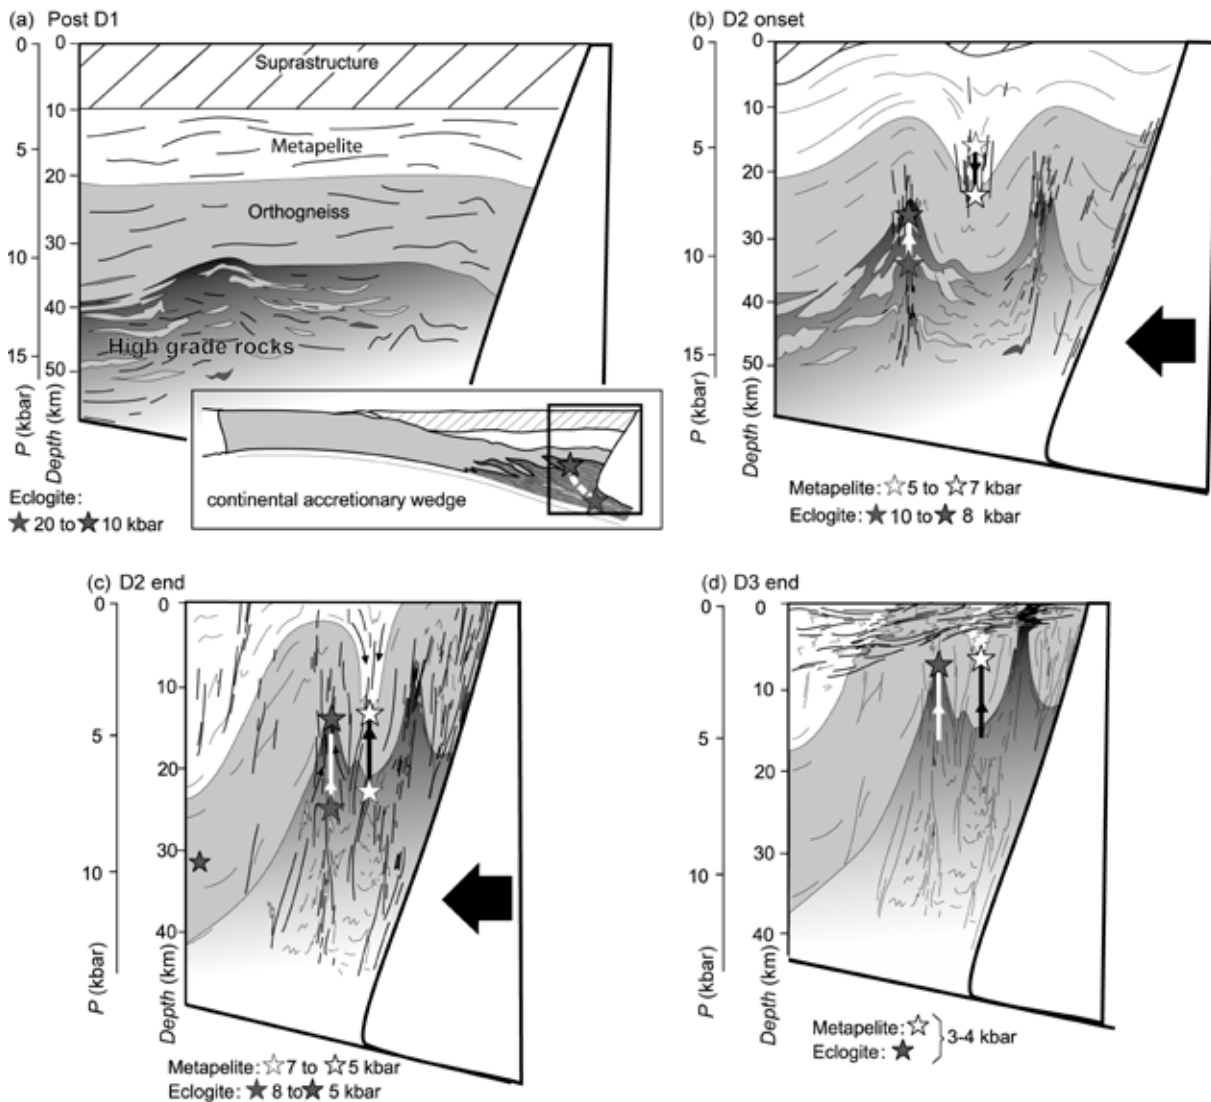 (a) Post D1
0
5
10
15
P (kbar)
0
10
20
30
40
50
Depth (km)
Suprastructure
Metapelite
Orthogneiss
High grade rocks
continental accretionary wedge
Eclogite:
20 to 10 kbar
(b) D2 onset
0
5
10
15
P (kbar)
0
10
20
30
40
50
Depth (km)
Metapelite: 5 to 7 kbar
Eclogite: 10 to 8 kbar
(c) D2 end
0
5
10
P (kbar)
0
10
20
30
40
Depth (km)
Metapelite: 7 to 5 kbar
Eclogite: 8 to 5 kbar
(d) D3 end
0
5
10
P (kbar)
0
10
20
30
40
Depth (km)
Metapelite:
Eclogite:
3-4 kbar